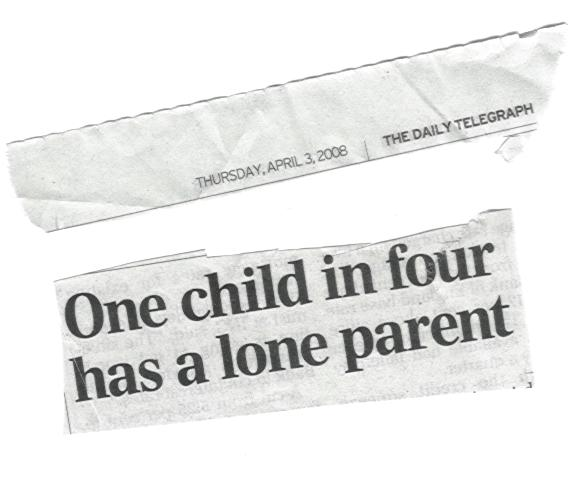 THURSDAY, APRIL 3, 2008 | THE DAILY TELEGRAPH
One child in four
has a lone parent